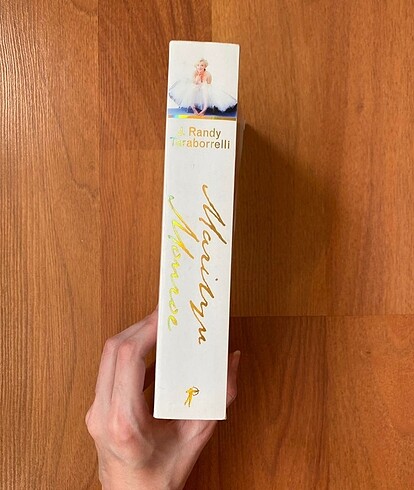 J. Randy
Taraborrelli
Marilyn
Monroe